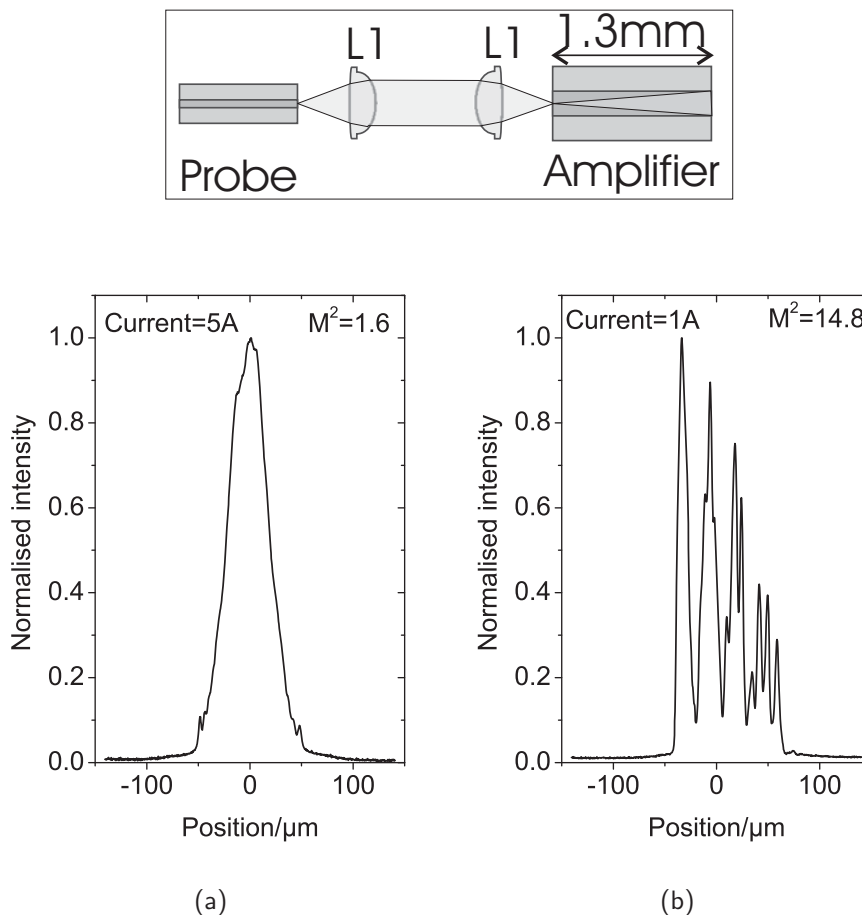 L1 L1 1.3mm
Probe Amplifier
Current=5A M²=1.6
1.0
0.8
0.6
0.4
0.2
0.0
Normalised intensity
-100 0 100
Position/µm
(a)
Current=1A M²=14.8
1.0
0.8
0.6
0.4
0.2
0.0
Normalised intensity
-100 0 100
Position/µm
(b)